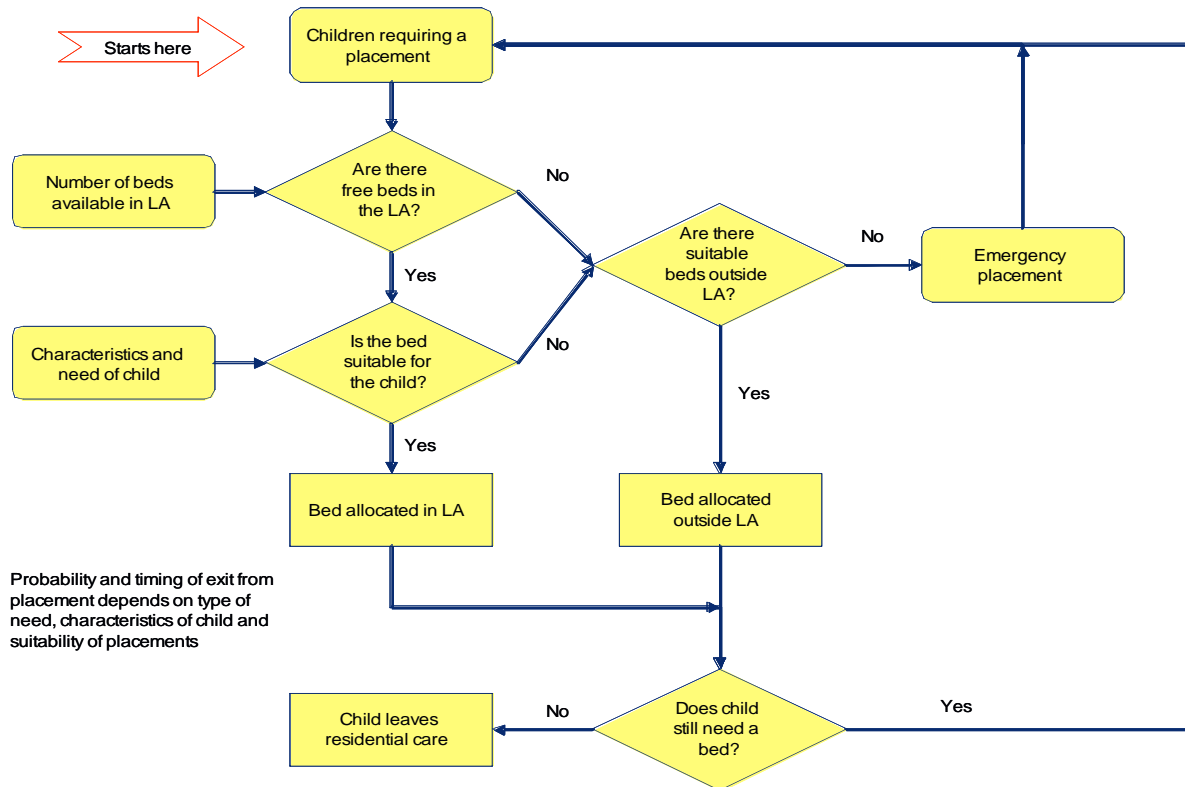 Starts here
Children requiring a
placement
Number of beds
available in LA
Are there
free beds in
the LA?
No
Yes
Are there
suitable
beds outside
LA?
No
Emergency
placement
Characteristics and
need of child
Is the bed
suitable for
the child?
No
Yes
Yes
Bed allocated in LA
Bed allocated
outside LA
Probability and timing of exit from
placement depends on type of
need, characteristics of child and
suitability of placements
Child leaves
residential care
No
Does child
still need a
bed?
Yes